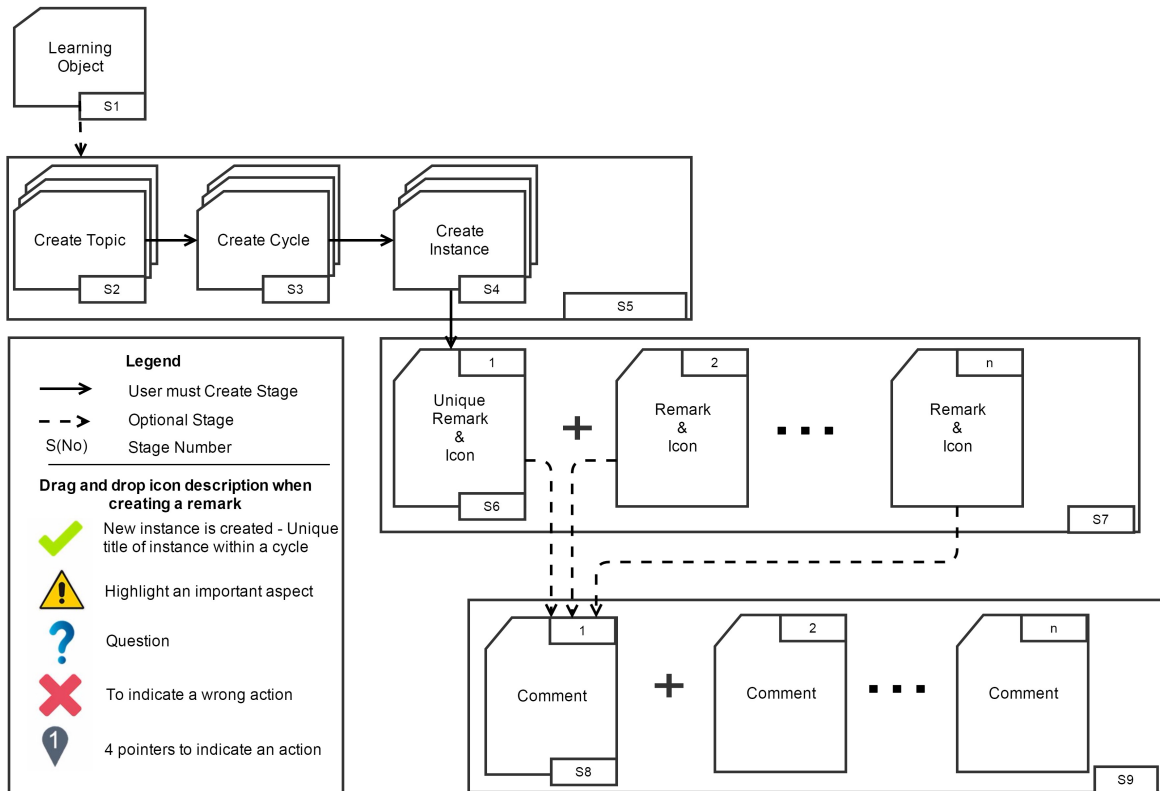 Learning
Object
S1
Create Topic
S2
Create Cycle
S3
Create
Instance
S4
S5
Legend
User must Create Stage
Optional Stage
S(No) Stage Number
Drag and drop icon description when
creating a remark
New instance is created - Unique
title of instance within a cycle
Highlight an important aspect
Question
To indicate a wrong action
1
4 pointers to indicate an action
1
Unique
Remark
&
Icon
S6
+
2
Remark
&
Icon
n
Remark
&
Icon
S7
1
Comment
S8
+
2
Comment
n
Comment
S9